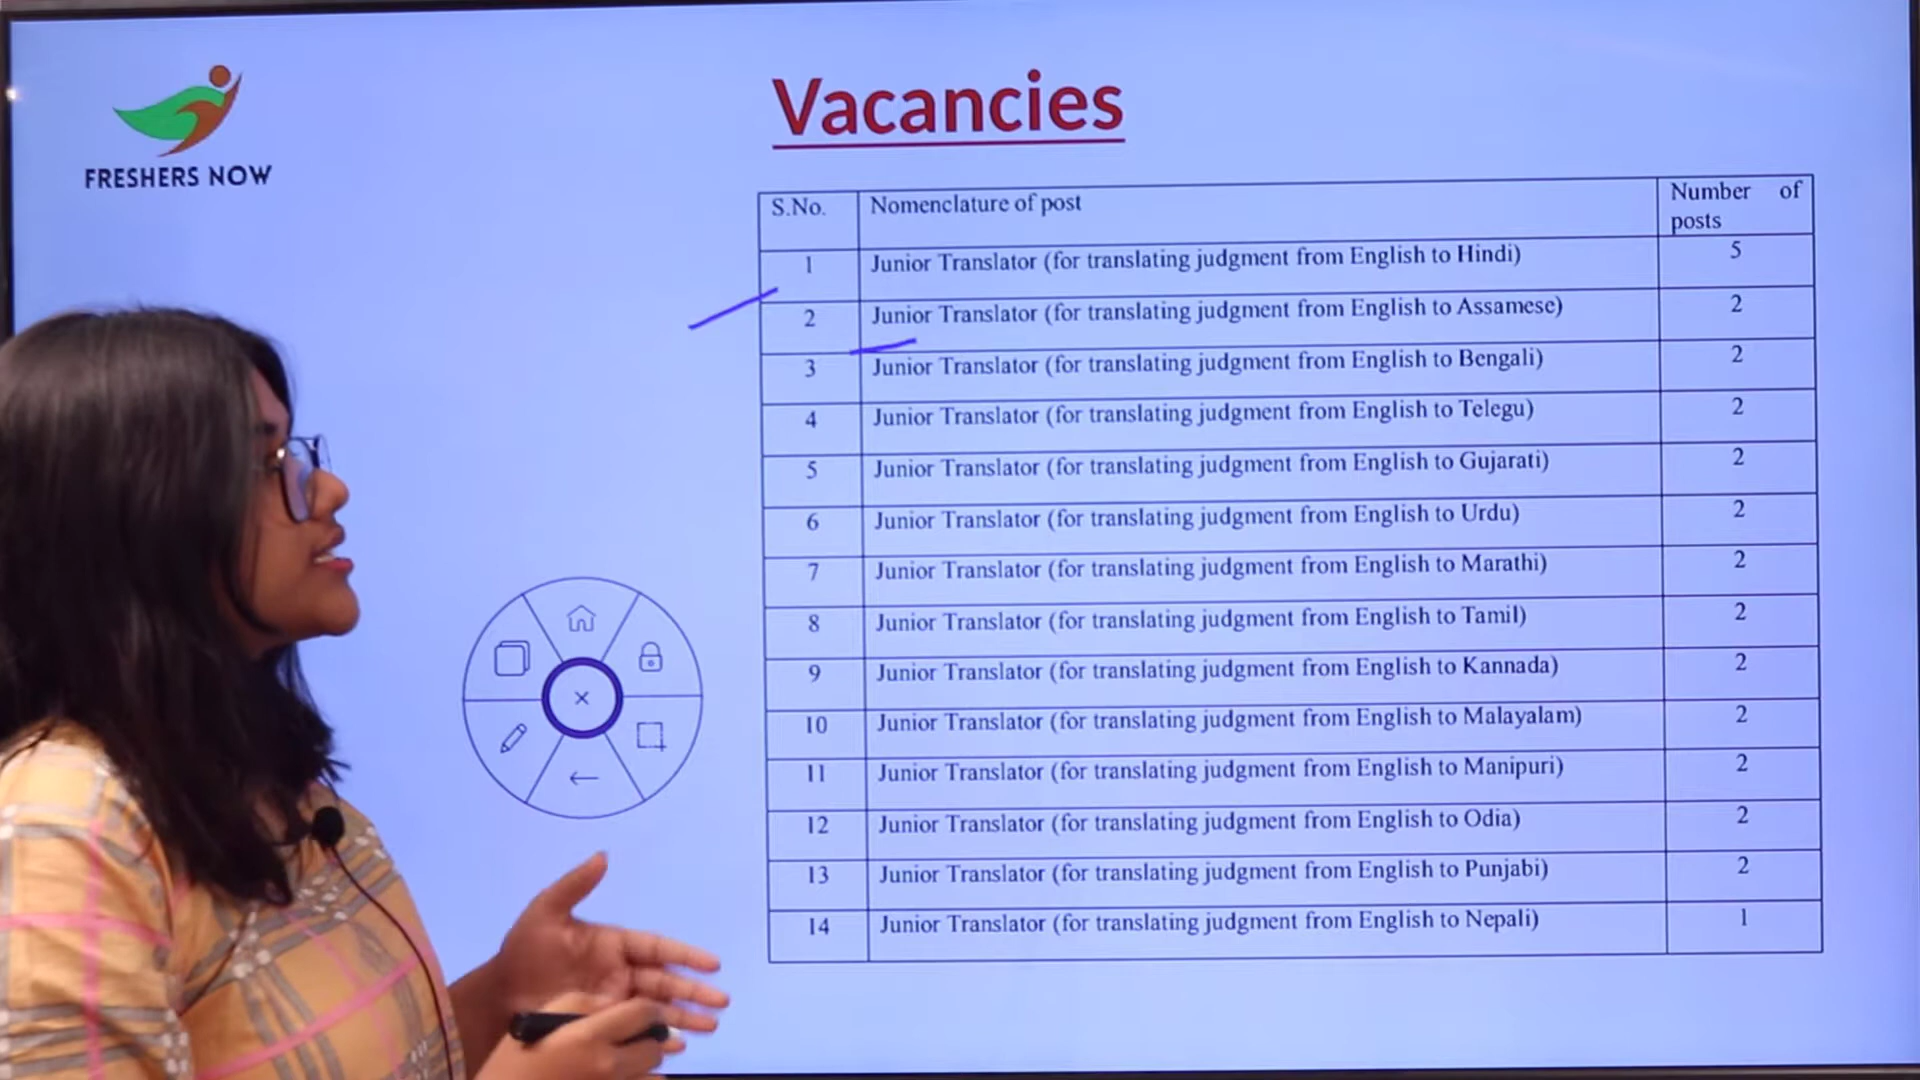 FRESHERS NOW
Vacancies
S.No. Nomenclature of post Number of posts
1 Junior Translator (for translating judgment from English to Hindi) 5
2 Junior Translator (for translating judgment from English to Assamese) 2
3 Junior Translator (for translating judgment from English to Bengali) 2
4 Junior Translator (for translating judgment from English to Telegu) 2
5 Junior Translator (for translating judgment from English to Gujarati) 2
6 Junior Translator (for translating judgment from English to Urdu) 2
7 Junior Translator (for translating judgment from English to Marathi) 2
8 Junior Translator (for translating judgment from English to Tamil) 2
9 Junior Translator (for translating judgment from English to Kannada) 2
10 Junior Translator (for translating judgment from English to Malayalam) 2
11 Junior Translator (for translating judgment from English to Manipuri) 2
12 Junior Translator (for translating judgment from English to Odia) 2
13 Junior Translator (for translating judgment from English to Punjabi) 2
14 Junior Translator (for translating judgment from English to Nepali) 1